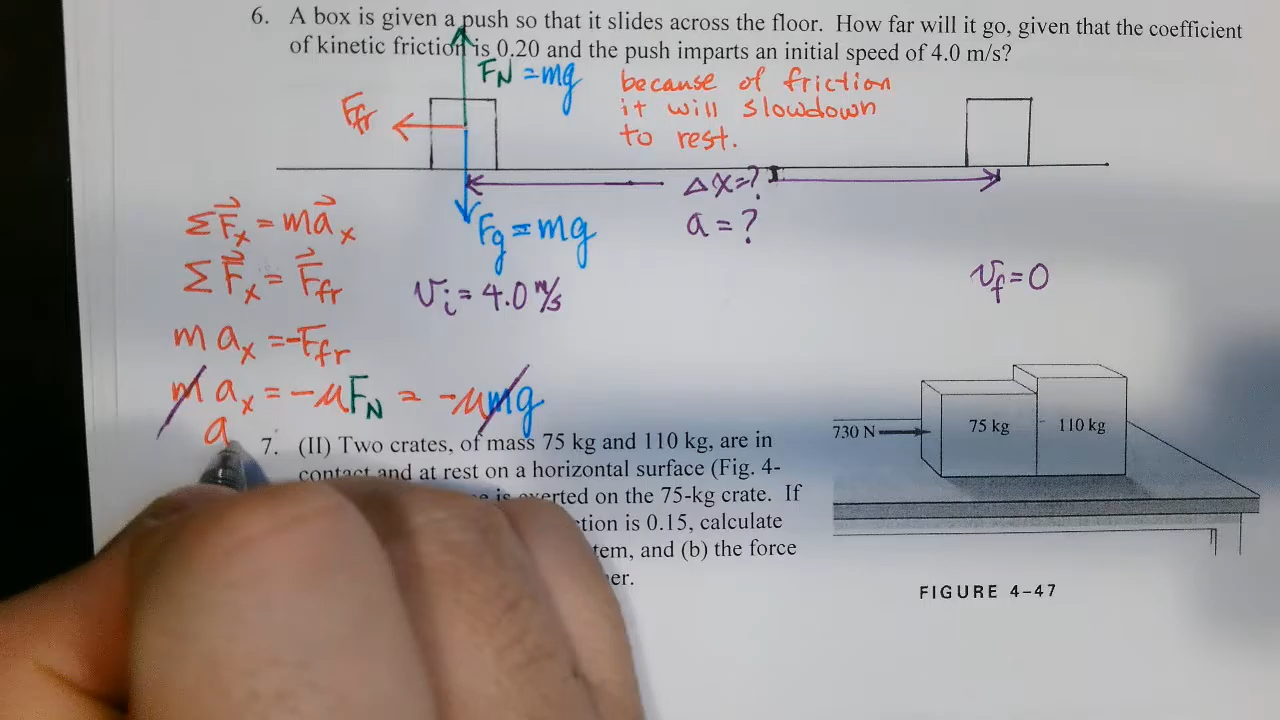 6. A box is given a push so that it slides across the floor. How far will it go, given that the coefficient
of kinetic friction is 0.20 and the push imparts an initial speed of 4.0 m/s?
FN = mg
because of friction
it will slowdown
to rest.
Ffr
Δx=?
a = ?
Fg = mg
ΣFx = max
ΣFx = Ffr
vi = 4.0 m/s
vf = 0
max = -Ffr
max = -μFN = -μmg
a
7. (II) Two crates, of mass 75 kg and 110 kg, are in
contact and at rest on a horizontal surface (Fig. 4-
is exerted on the 75-kg crate. If
is 0.15, calculate
and (b) the force
730 N
75 kg
110 kg
FIGURE 4-47